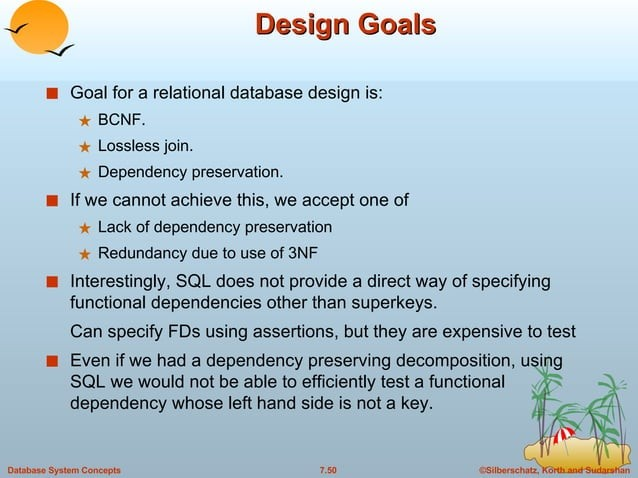 Design Goals
Goal for a relational database design is:
BCNF.
Lossless join.
Dependency preservation.
If we cannot achieve this, we accept one of
Lack of dependency preservation
Redundancy due to use of 3NF
Interestingly, SQL does not provide a direct way of specifying
functional dependencies other than superkeys.
Can specify FDs using assertions, but they are expensive to test
Even if we had a dependency preserving decomposition, using
SQL we would not be able to efficiently test a functional
dependency whose left hand side is not a key.
Database System Concepts
7.50
©Silberschatz, Korth and Sudarshan